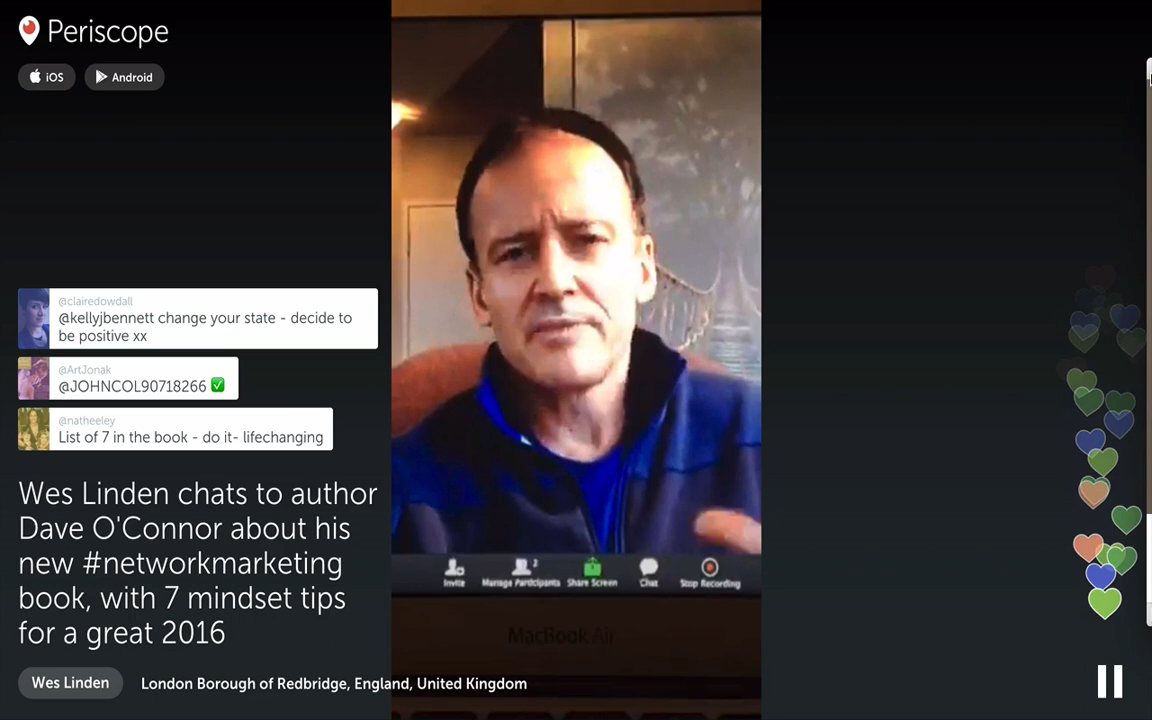 Periscope
iOS
Android
@clairedowdall
@kellyjbennett change your state - decide to
be positive xx
@ArtJonak
@JOHNCOL90718266 ✅
@natheeley
List of 7 in the book - do it- lifechanging
Wes Linden chats to author
Dave O'Connor about his
new #networkmarketing
book, with 7 mindset tips
for a great 2016
Wes Linden
London Borough of Redbridge, England, United Kingdom
Invite
Manage Participants
2
Share Screen
Chat
Stop Recording
MacBook Air